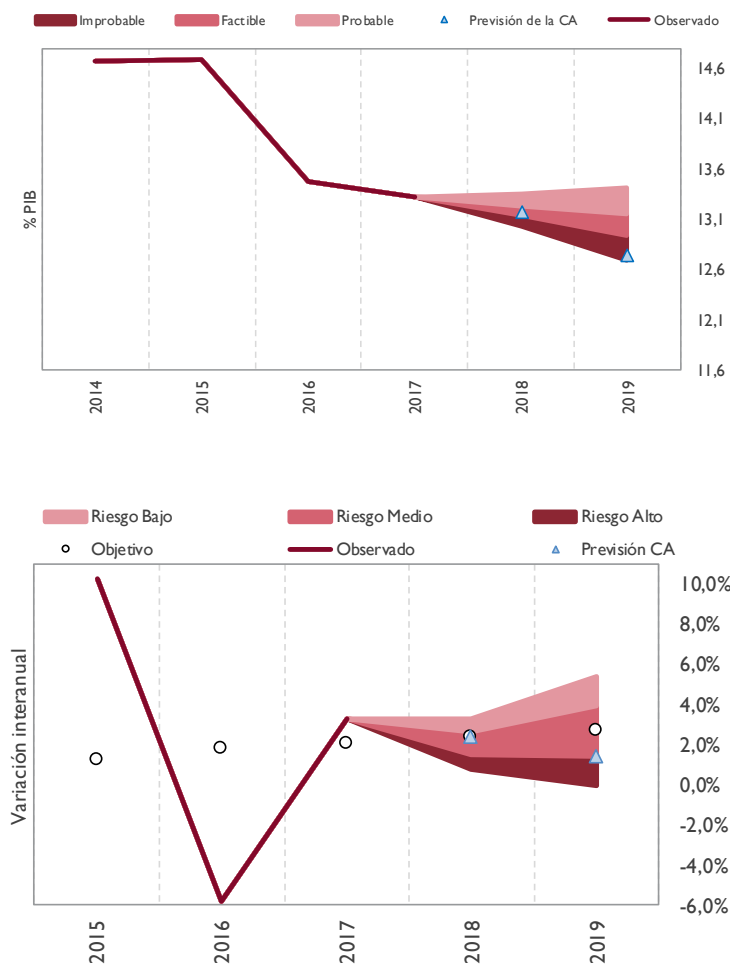 Improbable Factible Probable Previsión de la CA Observado
14,6
14,1
13,6
13,1
12,6
12,1
11,6
% PIB
2014 2015 2016 2017 2018 2019
Riesgo Bajo Riesgo Medio Riesgo Alto
Objetivo Observado Previsión CA
10,0%
8,0%
6,0%
4,0%
2,0%
0,0%
-2,0%
-4,0%
-6,0%
Variación interanual
2015 2016 2017 2018 2019